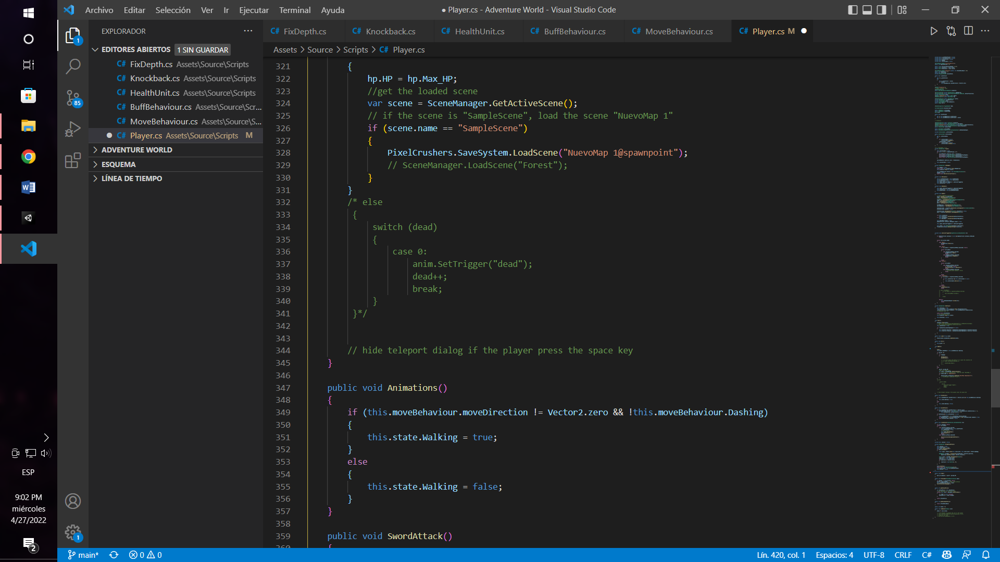 Archivo Editar Selección Ver Ir Ejecutar Terminal Ayuda
● Player.cs - Adventure World - Visual Studio Code
EXPLORADOR
EDITORES ABIERTOS 1 SIN GUARDAR
C# FixDepth.cs Assets\Source\Scripts
C# Knockback.cs Assets\Source\Scripts
C# HealthUnit.cs Assets\Source\Scripts
C# BuffBehaviour.cs Assets\Source\Scr...
C# MoveBehaviour.cs Assets\Source\S...
● C# Player.cs Assets\Source\Scripts M
ADVENTURE WORLD
ESQUEMA
LÍNEA DE TIEMPO
1
85
1
C# FixDepth.cs C# Knockback.cs C# HealthUnit.cs C# BuffBehaviour.cs C# MoveBehaviour.cs C# Player.cs M ●
Assets > Source > Scripts > C# Player.cs
321 {
322 hp.HP = hp.Max_HP;
323 //get the loaded scene
324 var scene = SceneManager.GetActiveScene();
325 // if the scene is "SampleScene", load the scene "NuevoMap 1"
326 if (scene.name == "SampleScene")
327 {
328 PixelCrushers.SaveSystem.LoadScene("NuevoMap 1@spawnpoint");
329 // SceneManager.LoadScene("Forest");
330 }
331 }
332 /* else
333 {
334 switch (dead)
335 {
336 case 0:
337 anim.SetTrigger("dead");
338 dead++;
339 break;
340 }
341 }*/
342
343
344 // hide teleport dialog if the player press the space key
345 }
346
347 public void Animations()
348 {
349 if (this.moveBehaviour.moveDirection != Vector2.zero && !this.moveBehaviour.Dashing)
350 {
351 this.state.Walking = true;
352 }
353 else
354 {
355 this.state.Walking = false;
356 }
357 }
358
359 public void SwordAttack()
360 {
ESP
9:02 PM
miércoles
4/27/2022
2
main* 0 0
Lín. 420, col. 1 Espacios: 4 UTF-8 CRLF C#